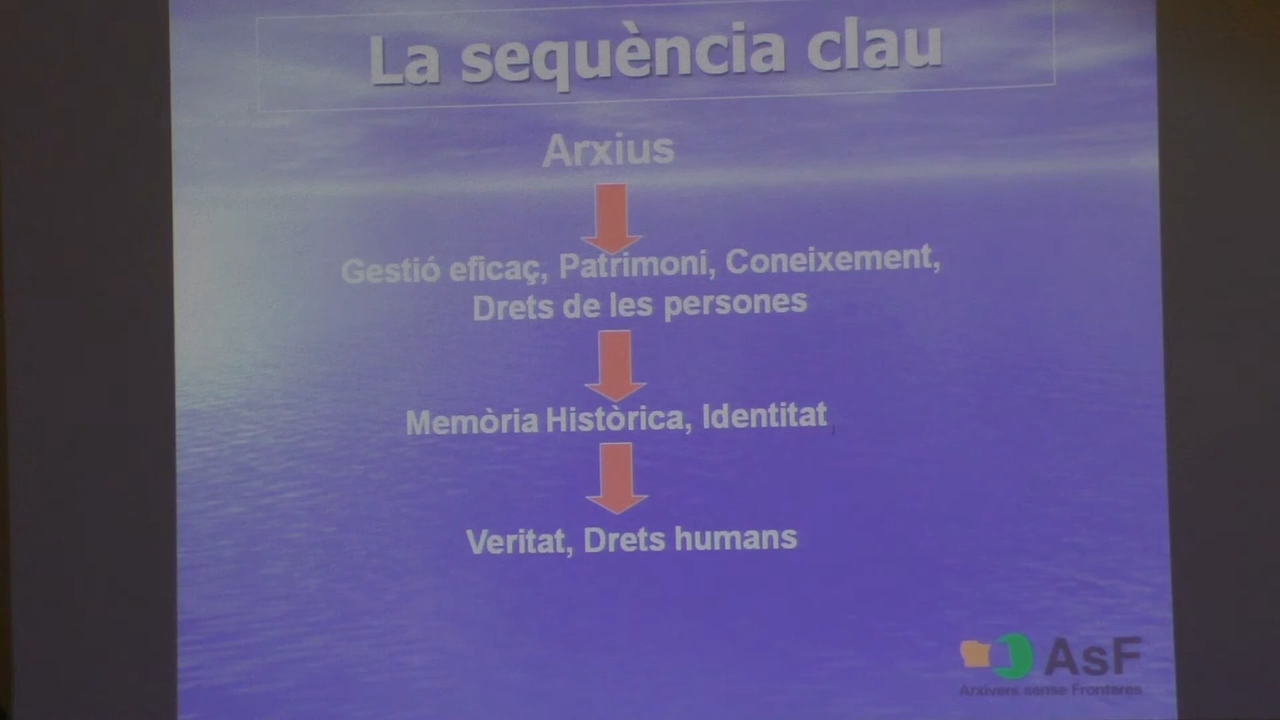 La sequència clau
Arxius
Gestió eficaç, Patrimoni, Coneixement,
Drets de les persones
Memòria Històrica, Identitat
Veritat, Drets humans
AsF
Arxivers sense Fronteres